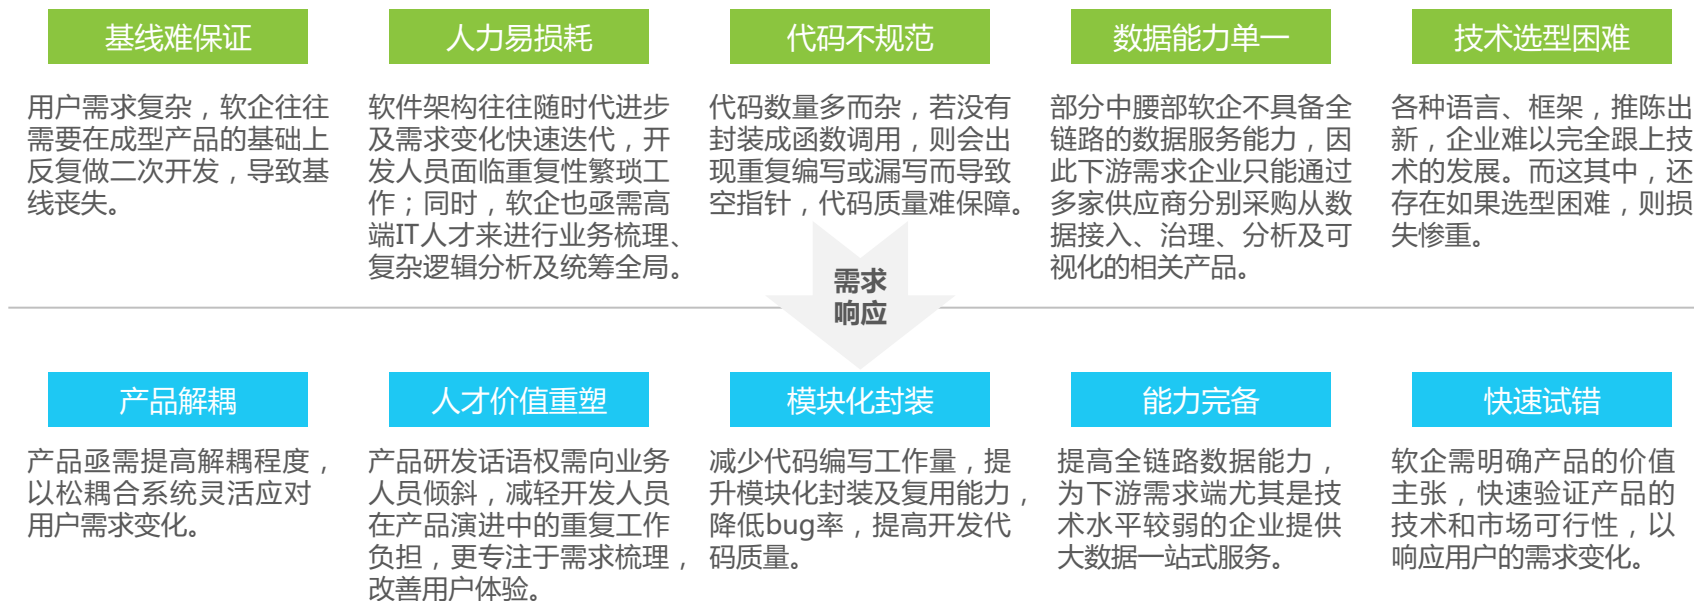 基线难保证
用户需求复杂，软企往往
需要在成型产品的基础上
反复做二次开发，导致基
线丧失。
人力易损耗
软件架构往往随时代进步
及需求变化快速迭代，开
发人员面临重复性繁琐工
作；同时，软企也亟需高
端IT人才来进行业务梳理、
复杂逻辑分析及统筹全局。
代码不规范
代码数量多而杂，若没有
封装成函数调用，则会出
现重复编写或漏写而导致
空指针，代码质量难保障。
数据能力单一
部分中腰部软企不具备全
链路的数据服务能力，因
此下游需求企业只能通过
多家供应商分别采购从数
据接入、治理、分析及可
视化的相关产品。
技术选型困难
各种语言、框架，推陈出
新，企业难以完全跟上技
术的发展。而这其中，还
存在如果选型困难，则损
失惨重。
需求
响应
产品解耦
产品亟需提高解耦程度，
以松耦合系统灵活应对
用户需求变化。
人才价值重塑
产品研发话语权需向业务
人员倾斜，减轻开发人员
在产品演进中的重复工作
负担，更专注于需求梳理，
改善用户体验。
模块化封装
减少代码编写工作量，提
升模块化封装及复用能力，
降低bug率，提高开发代
码质量。
能力完备
提高全链路数据能力，
为下游需求端尤其是技
术水平较弱的企业提供
大数据一站式服务。
快速试错
软企需明确产品的价值
主张，快速验证产品的
技术和市场可行性，以
响应用户的需求变化。